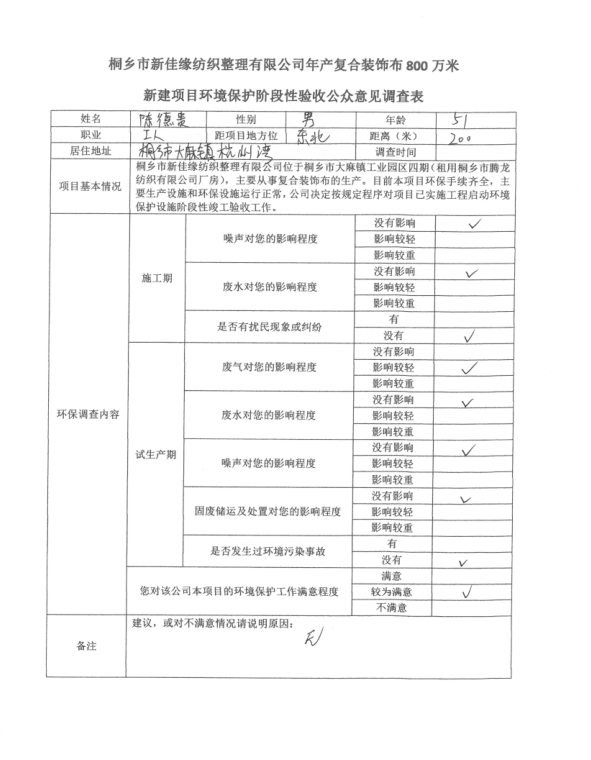 桐乡市新佳缘纺织整理有限公司年产复合装饰布 800 万米
新建项目环境保护阶段性验收公众意见调查表
姓名 陈德贵 性别 男 年龄 51
职业 工人 距项目地方位 东北 距离（米） 200
居住地址 桐乡市大麻镇杭州湾 调查时间
项目基本情况
桐乡市新佳缘纺织整理有限公司位于桐乡市大麻镇工业园区四期（租用桐乡市腾龙
纺织有限公司厂房），主要从事复合装饰布的生产。目前本项目环保手续齐全，主
要生产设施和环保设施运行正常，公司决定按规定程序对项目已实施工程启动环境
保护设施阶段性竣工验收工作。
环保调查内容
施工期
噪声对您的影响程度
没有影响 ✓
影响较轻
影响较重
废水对您的影响程度
没有影响 ✓
影响较轻
影响较重
是否有扰民现象或纠纷
有
没有 ✓
试生产期
废气对您的影响程度
没有影响
影响较轻 ✓
影响较重
废水对您的影响程度
没有影响 ✓
影响较轻
影响较重
噪声对您的影响程度
没有影响 ✓
影响较轻
影响较重
固废储运及处置对您的影响程度
没有影响 ✓
影响较轻
影响较重
是否发生过环境污染事故
有
没有 ✓
您对该公司本项目的环境保护工作满意程度
满意
较为满意 ✓
不满意
备注
建议，或对不满意情况请说明原因：
无